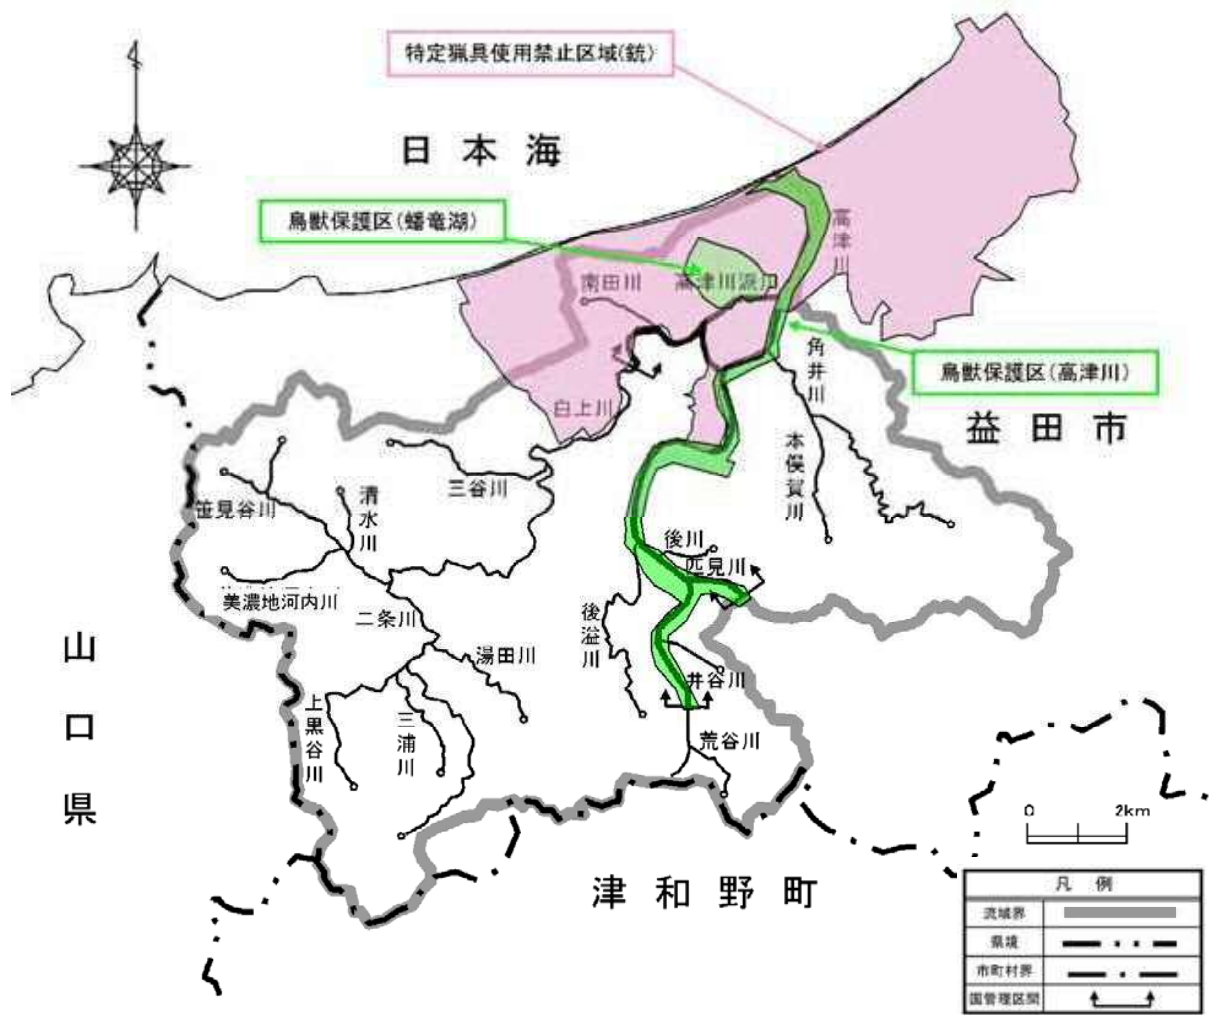 特定猟具使用禁止区域(銃)
日本海
鳥獣保護区(蟠竜湖)
高津川
南田川
高津川派川
角井川
鳥獣保護区(高津川)
白上川
益田市
本俣賀川
三谷川
清水川
笹見谷川
後川
匹見川
美濃地河内川
二条川
後溢川
山口県
湯田川
井谷川
上黒谷川
三浦川
荒谷川
0 2km
津和野町
凡例
流域界
県境
市町村界
国管理区間